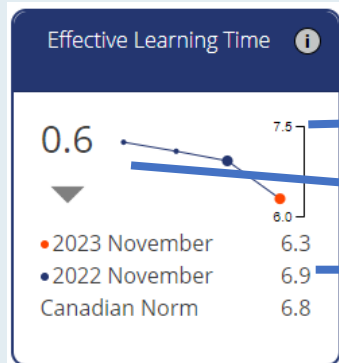 Effective Learning Time i
0.6
7.5
6.0
2023 November 6.3
2022 November 6.9
Canadian Norm 6.8